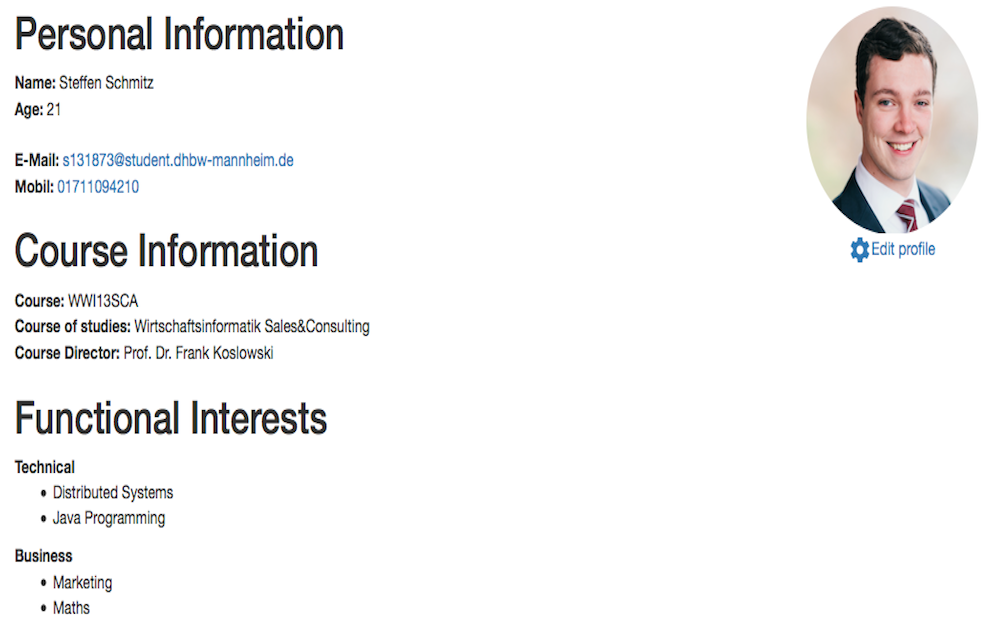 Personal Information
Name: Steffen Schmitz
Age: 21
E-Mail: s131873@student.dhbw-mannheim.de
Mobil: 01711094210
Edit profile
Course Information
Course: WWI13SCA
Course of studies: Wirtschaftsinformatik Sales&Consulting
Course Director: Prof. Dr. Frank Koslowski
Functional Interests
Technical
• Distributed Systems
• Java Programming
Business
• Marketing
• Maths